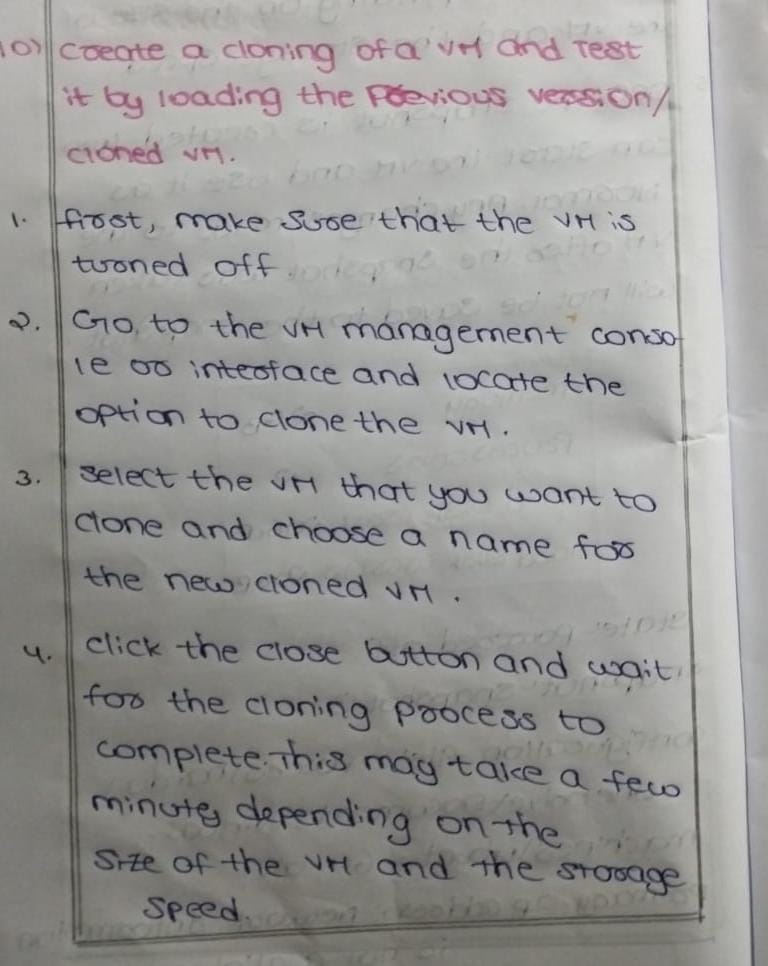 10) Create a cloning of a VM and Test
it by loading the Previous version/
cloned VM.
1. first, make sure that the VM is
turned off.
2. Go to the VM management conso
le or interface and locate the
option to clone the VM.
3. select the VM that you want to
clone and choose a name for
the new cloned VM.
4. click the close button and wait
for the cloning process to
complete. This may take a few
minutes depending on the
size of the VM and the storage
speed.